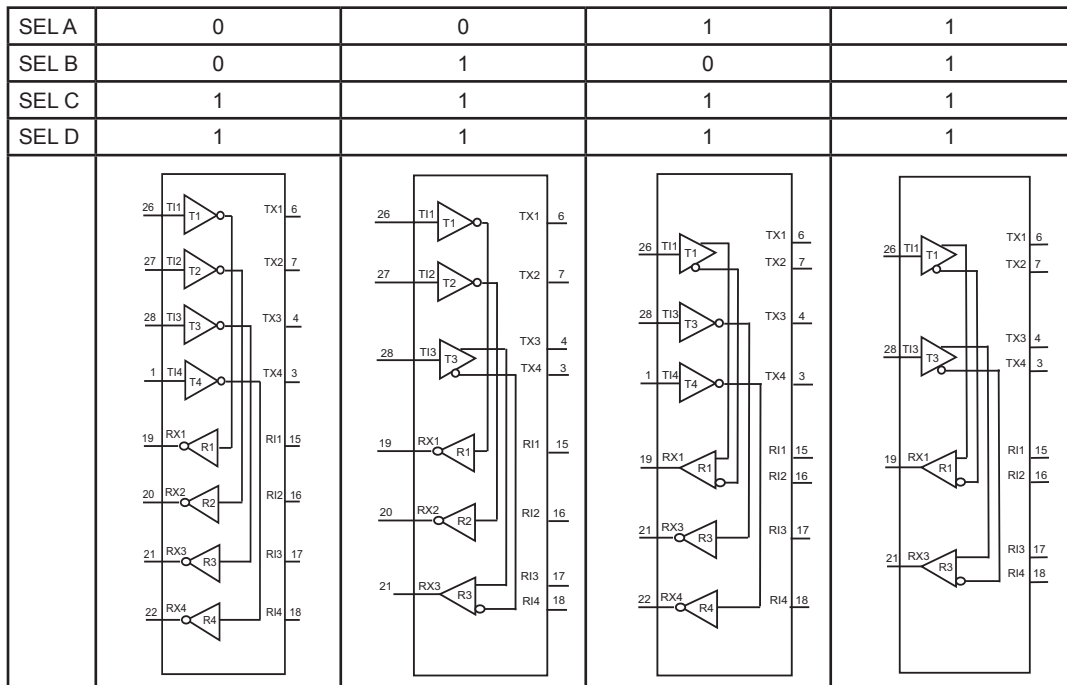 SEL A 0 0 1 1
SEL B 0 1 0 1
SEL C 1 1 1 1
SEL D 1 1 1 1
26 TI1 T1 TX1 6
27 TI2 T2 TX2 7
28 TI3 T3 TX3 4
1 TI4 T4 TX4 3
19 RX1 R1 RI1 15
20 RX2 R2 RI2 16
21 RX3 R3 RI3 17
22 RX4 R4 RI4 18
26 TI1 T1 TX1 6
27 TI2 T2 TX2 7
28 TI3 T3 TX3 4
TX4 3
19 RX1 R1 RI1 15
20 RX2 R2 RI2 16
21 RX3 R3 RI3 17
RI4 18
26 TI1 T1 TX1 6
TX2 7
28 TI3 T3 TX3 4
1 TI4 T4 TX4 3
19 RX1 R1 RI1 15
RI2 16
21 RX3 R3 RI3 17
22 RX4 R4 RI4 18
26 TI1 T1 TX1 6
TX2 7
28 TI3 T3 TX3 4
TX4 3
19 RX1 R1 RI1 15
RI2 16
21 RX3 R3 RI3 17
RI4 18